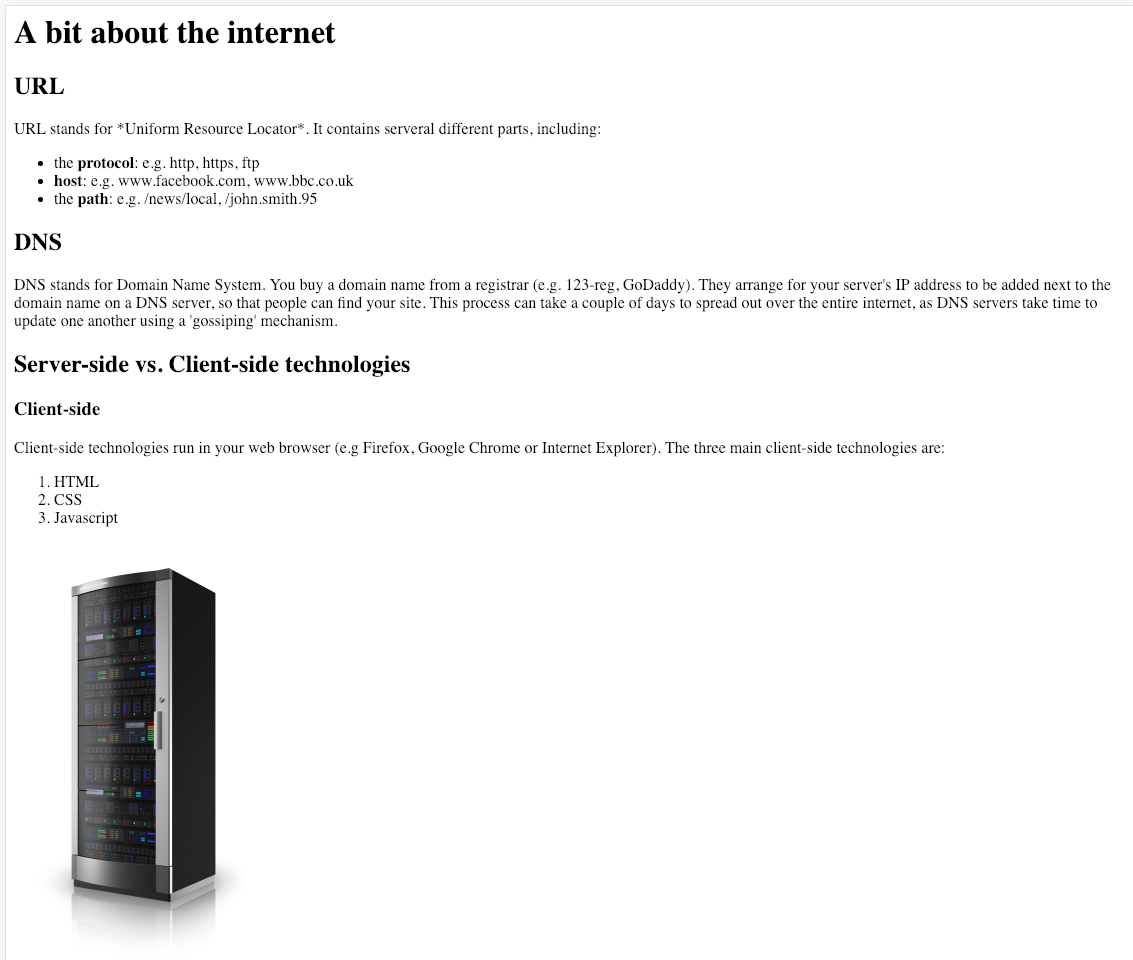 A bit about the internet
URL
URL stands for *Uniform Resource Locator*. It contains serveral different parts, including:
the protocol: e.g. http, https, ftp
host: e.g. www.facebook.com, www.bbc.co.uk
the path: e.g. /news/local, /john.smith.95
DNS
DNS stands for Domain Name System. You buy a domain name from a registrar (e.g. 123-reg, GoDaddy). They arrange for your server's IP address to be added next to the
domain name on a DNS server, so that people can find your site. This process can take a couple of days to spread out over the entire internet, as DNS servers take time to
update one another using a 'gossiping' mechanism.
Server-side vs. Client-side technologies
Client-side
Client-side technologies run in your web browser (e.g Firefox, Google Chrome or Internet Explorer). The three main client-side technologies are:
1. HTML
2. CSS
3. Javascript